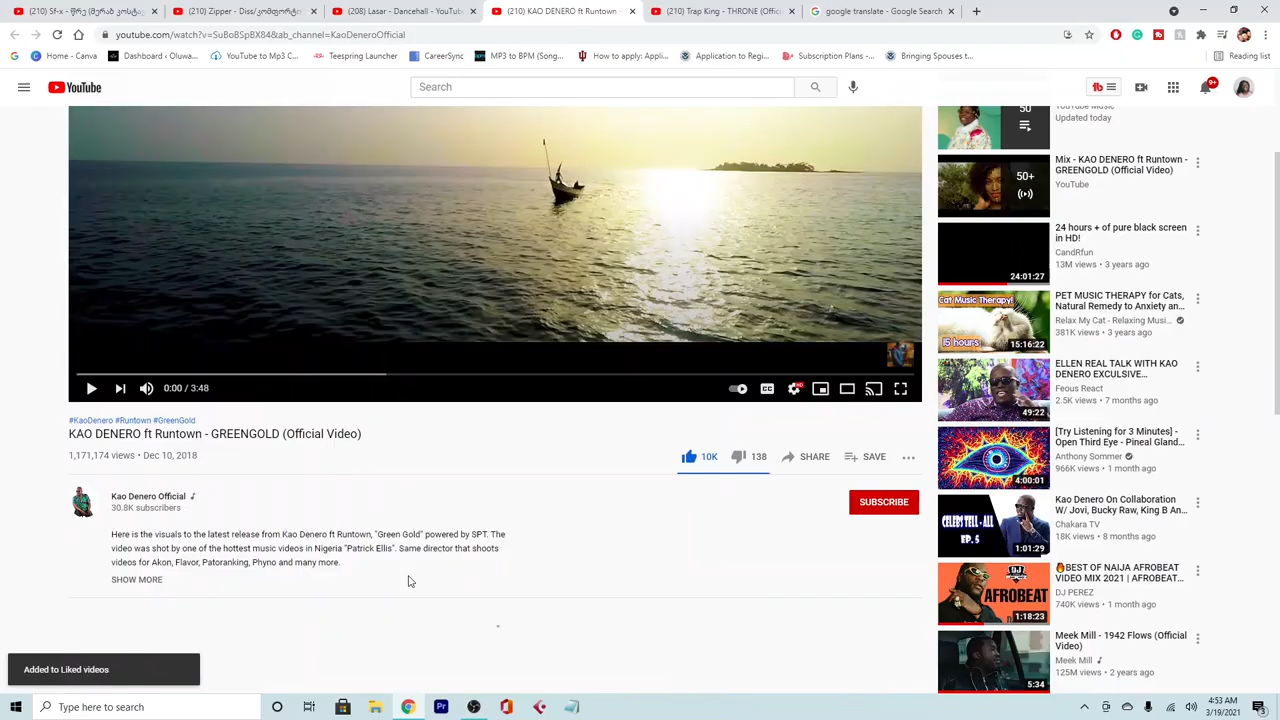 (210) Sf-x -
(210) Zipper - Diss/
(208) Lasar - Dancehall - YouTube
(210) KAO DENERO ft Runtown -
(210) Trap King - THRONE (Official
google translate - Google Search
youtube.com/watch?v=SuBoBSpBX84&ab_channel=KaoDeneroOfficial
Home - Canva
Dashboard ‹ Oluwa...
YouTube to Mp3 C...
Teespring Launcher
CareerSync
MP3 to BPM (Song)...
How to apply: Appli...
Application to Regi...
Subscription Plans -...
Bringing Spouses t...
Reading list
YouTube
Search
9+
50
YouTube Music
Updated today
Mix - KAO DENERO ft Runtown -
GREENGOLD (Official Video)
YouTube
50+
24 hours + of pure black screen
in HD!
CandRfun
13M views • 3 years ago
24:01:27
Cat Music Therapy!
15 hours
15:16:22
PET MUSIC THERAPY for Cats,
Natural Remedy to Anxiety an...
Relax My Cat - Relaxing Musi...
381K views • 3 years ago
ELLEN REAL TALK WITH KAO
DENERO EXCULSIVE...
Feous React
2.5K views • 7 months ago
49:22
[Try Listening for 3 Minutes] -
Open Third Eye - Pineal Gland...
Anthony Sommer
966K views • 1 month ago
4:00:01
Kao Denero On Collaboration
W/ Jovi, Bucky Raw, King B An...
Chakara TV
18K views • 8 months ago
CELEBS TELL - ALL
EP. 5
1:01:29
🔥BEST OF NAIJA AFROBEAT
VIDEO MIX 2021 | AFROBEAT...
DJ PEREZ
740K views • 1 month ago
DJ
AFROBEAT
1:18:23
Meek Mill - 1942 Flows (Official
Video)
Meek Mill
125M views • 2 years ago
5:34
0:00 / 3:48
CC
HD
#KaoDenero #Runtown #GreenGold
KAO DENERO ft Runtown - GREENGOLD (Official Video)
1,171,174 views • Dec 10, 2018
10K
138
SHARE
SAVE
Kao Denero Official
30.8K subscribers
SUBSCRIBE
Here is the visuals to the latest release from Kao Denero ft Runtown, "Green Gold" powered by SPT. The
video was shot by one of the hottest music videos in Nigeria "Patrick Ellis". Same director that shoots
videos for Akon, Flavor, Patoranking, Phyno and many more.
SHOW MORE
Added to Liked videos
Type here to search
4:53 AM
3/19/2021
3